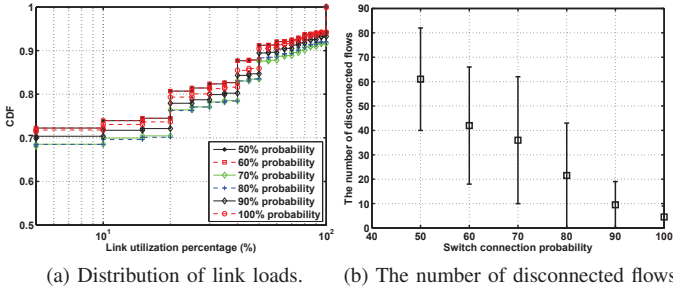 1
0.9
0.8
0.7
0.6
0.5
CDF
10^1
10^2
Link utilization percentage (%)
50% probability
60% probability
70% probability
80% probability
90% probability
100% probability
(a) Distribution of link loads.
90
80
70
60
50
40
30
20
10
0
The number of disconnected flows
40 50 60 70 80 90 100
Switch connection probability
(b) The number of disconnected flows